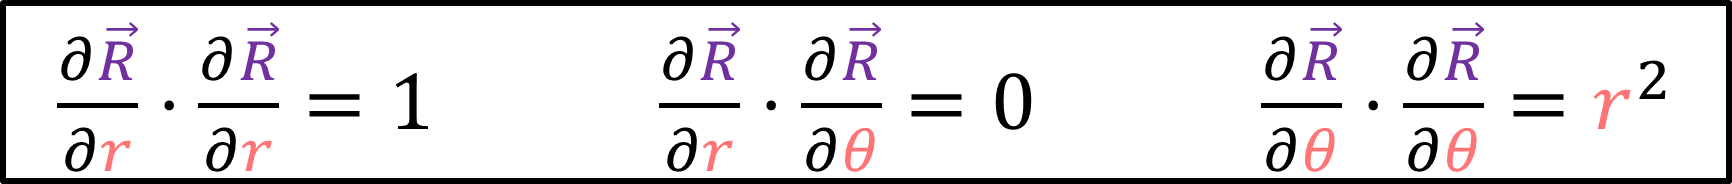 ∂R⃗/∂r · ∂R⃗/∂r = 1 ∂R⃗/∂r · ∂R⃗/∂θ = 0 ∂R⃗/∂θ · ∂R⃗/∂θ = r²